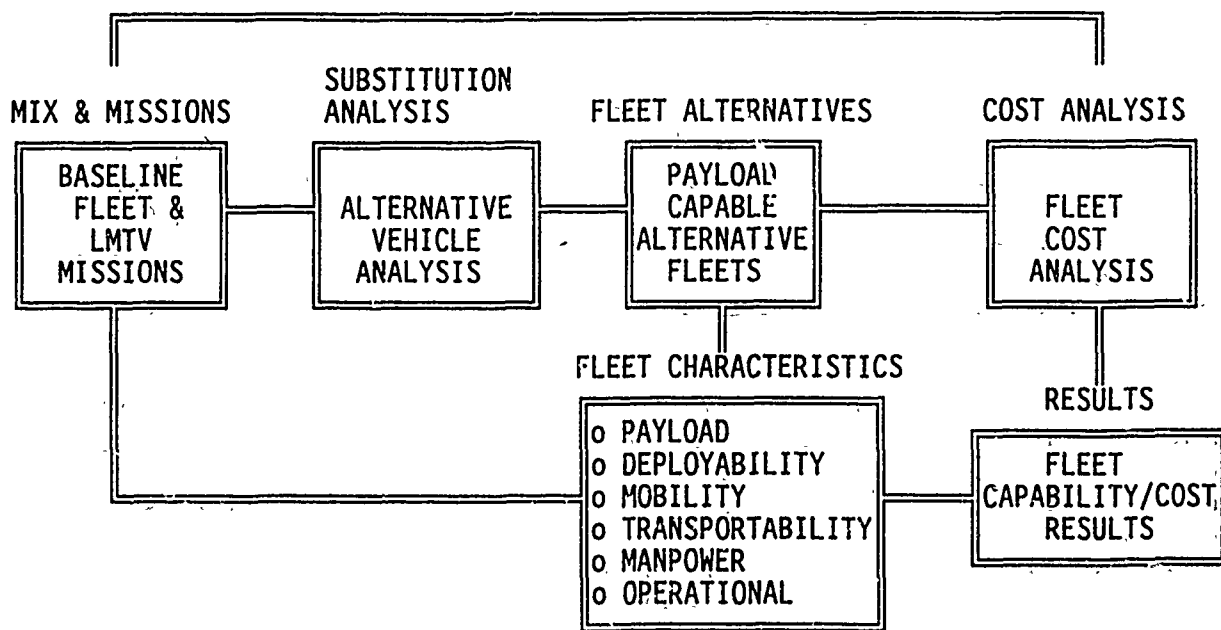 SUBSTITUTION
MIX & MISSIONS ANALYSIS FLEET ALTERNATIVES COST ANALYSIS
BASELINE
FLEET &
LMTV
MISSIONS
ALTERNATIVE
VEHICLE
ANALYSIS
PAYLOAD
CAPABLE
ALTERNATIVE
FLEETS
FLEET
COST
ANALYSIS
FLEET CHARACTERISTICS
o PAYLOAD
o DEPLOYABILITY
o MOBILITY
o TRANSPORTABILITY
o MANPOWER
o OPERATIONAL
RESULTS
FLEET
CAPABILITY/COST
RESULTS